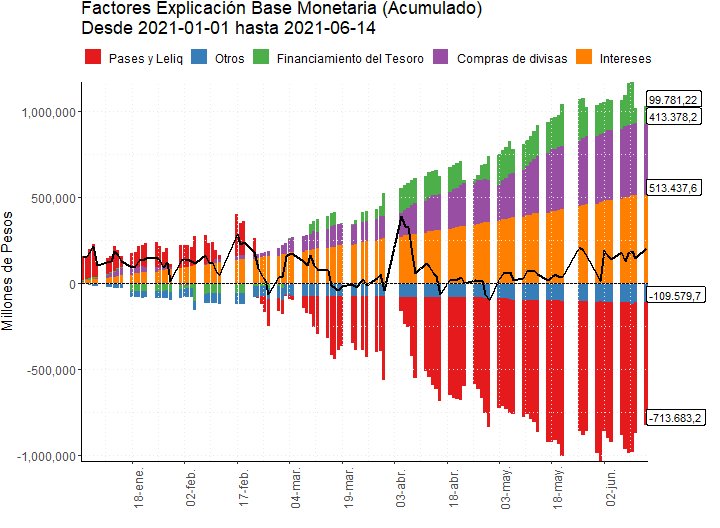 Factores Explicación Base Monetaria (Acumulado)
Desde 2021-01-01 hasta 2021-06-14
Pases y Leliq Otros Financiamiento del Tesoro Compras de divisas Intereses
Millones de Pesos
1,000,000
500,000
0
-500,000
-1,000,000
99.781,22
413.378,2
513.437,6
-109.579,7
-713.683,2
18-ene.
02-feb.
17-feb.
04-mar.
19-mar.
03-abr.
18-abr.
03-may.
18-may.
02-jun.